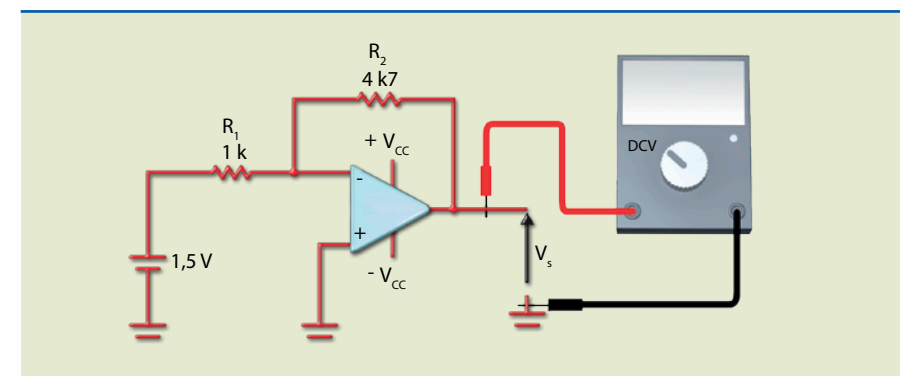 R2
4 k7
R1
1 k
+ VCC
DCV
-
+
1,5 V
Vs
- VCC